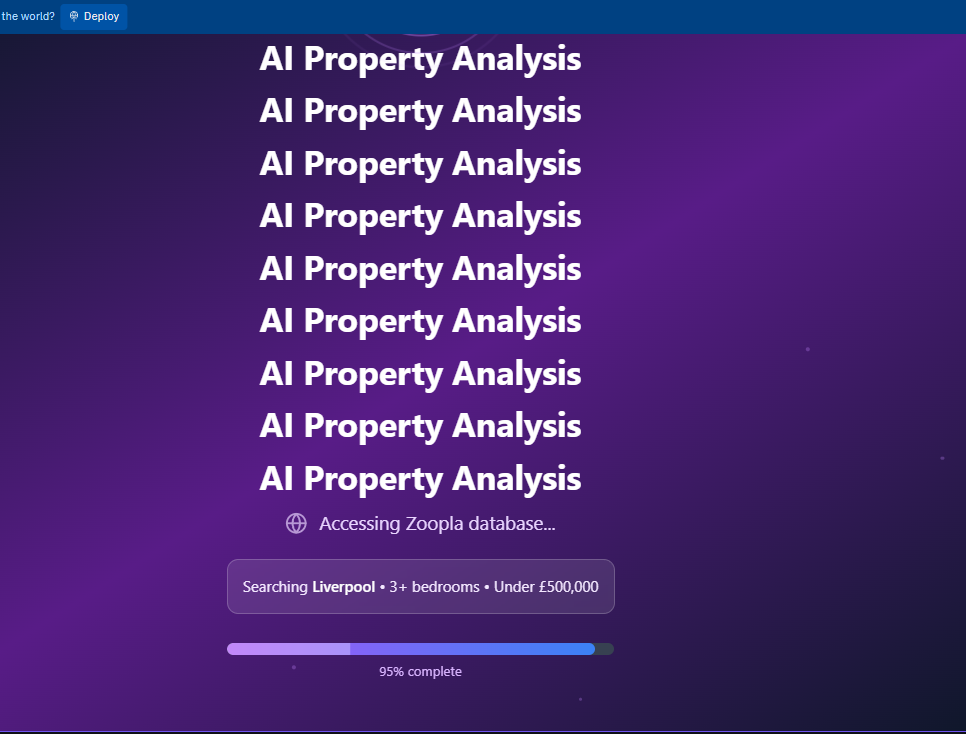 the world? Deploy
AI Property Analysis
AI Property Analysis
AI Property Analysis
AI Property Analysis
AI Property Analysis
AI Property Analysis
AI Property Analysis
AI Property Analysis
AI Property Analysis
Accessing Zoopla database...
Searching Liverpool • 3+ bedrooms • Under £500,000
95% complete